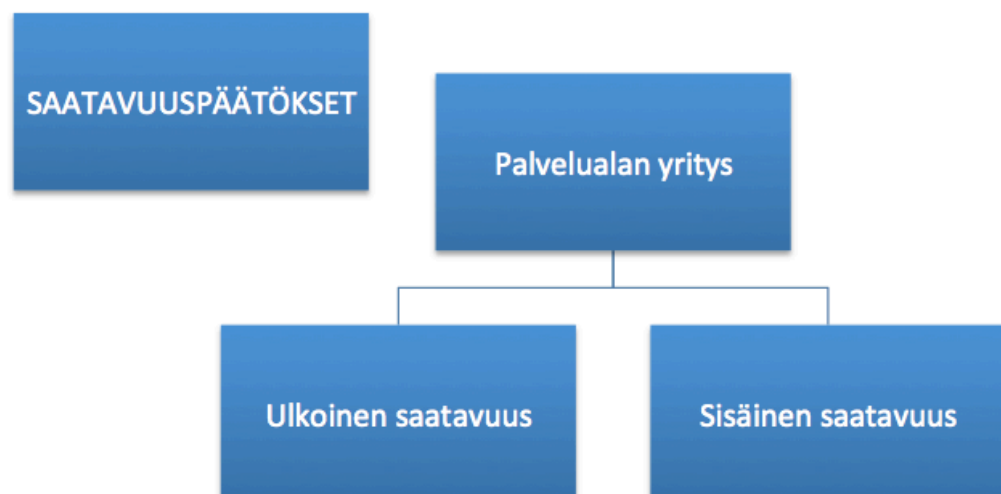 SAATAVUUSPÄÄTÖKSET
Palvelualan yritys
Ulkoinen saatavuus
Sisäinen saatavuus